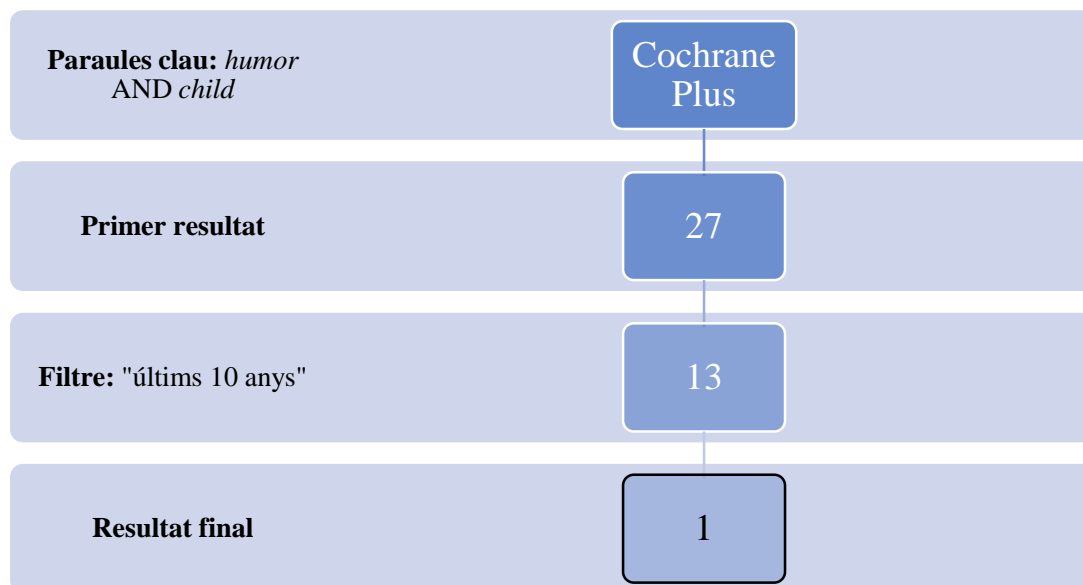 Paraules clau: humor
AND child
Cochrane
Plus
Primer resultat
27
Filtre: "últims 10 anys"
13
Resultat final
1